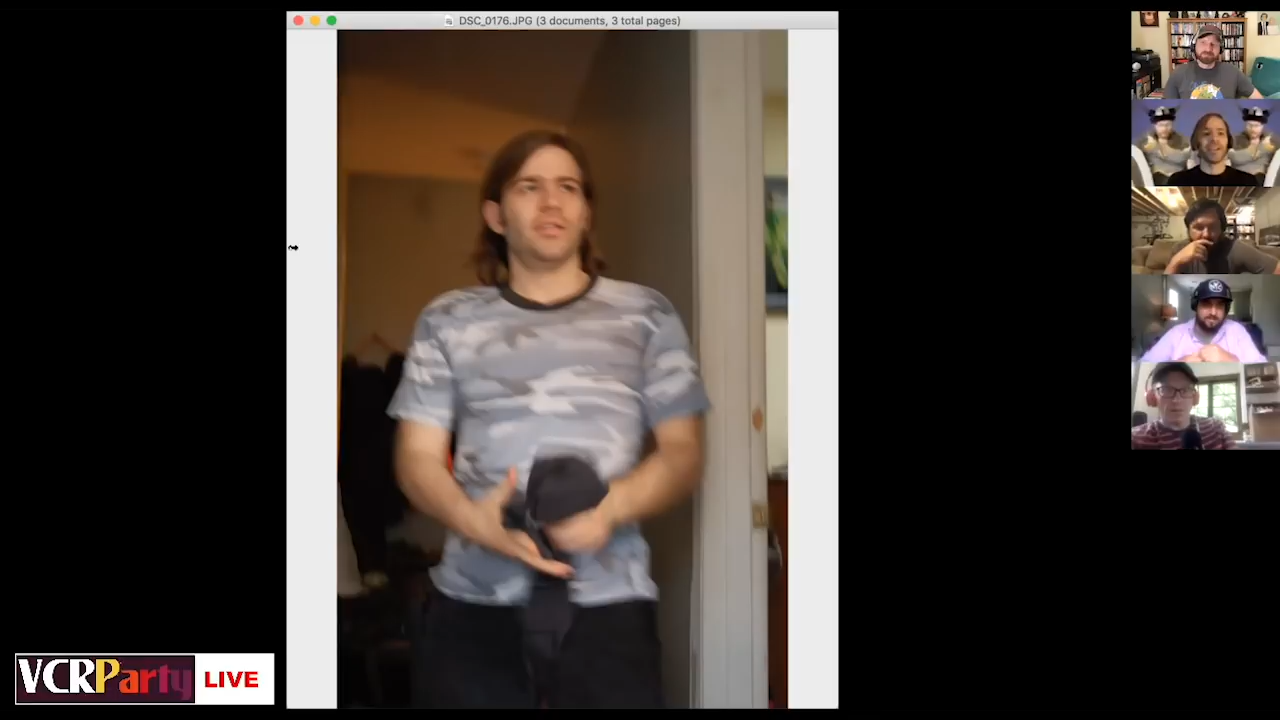 DSC_0176.JPG (3 documents, 3 total pages)
VCRParty LIVE